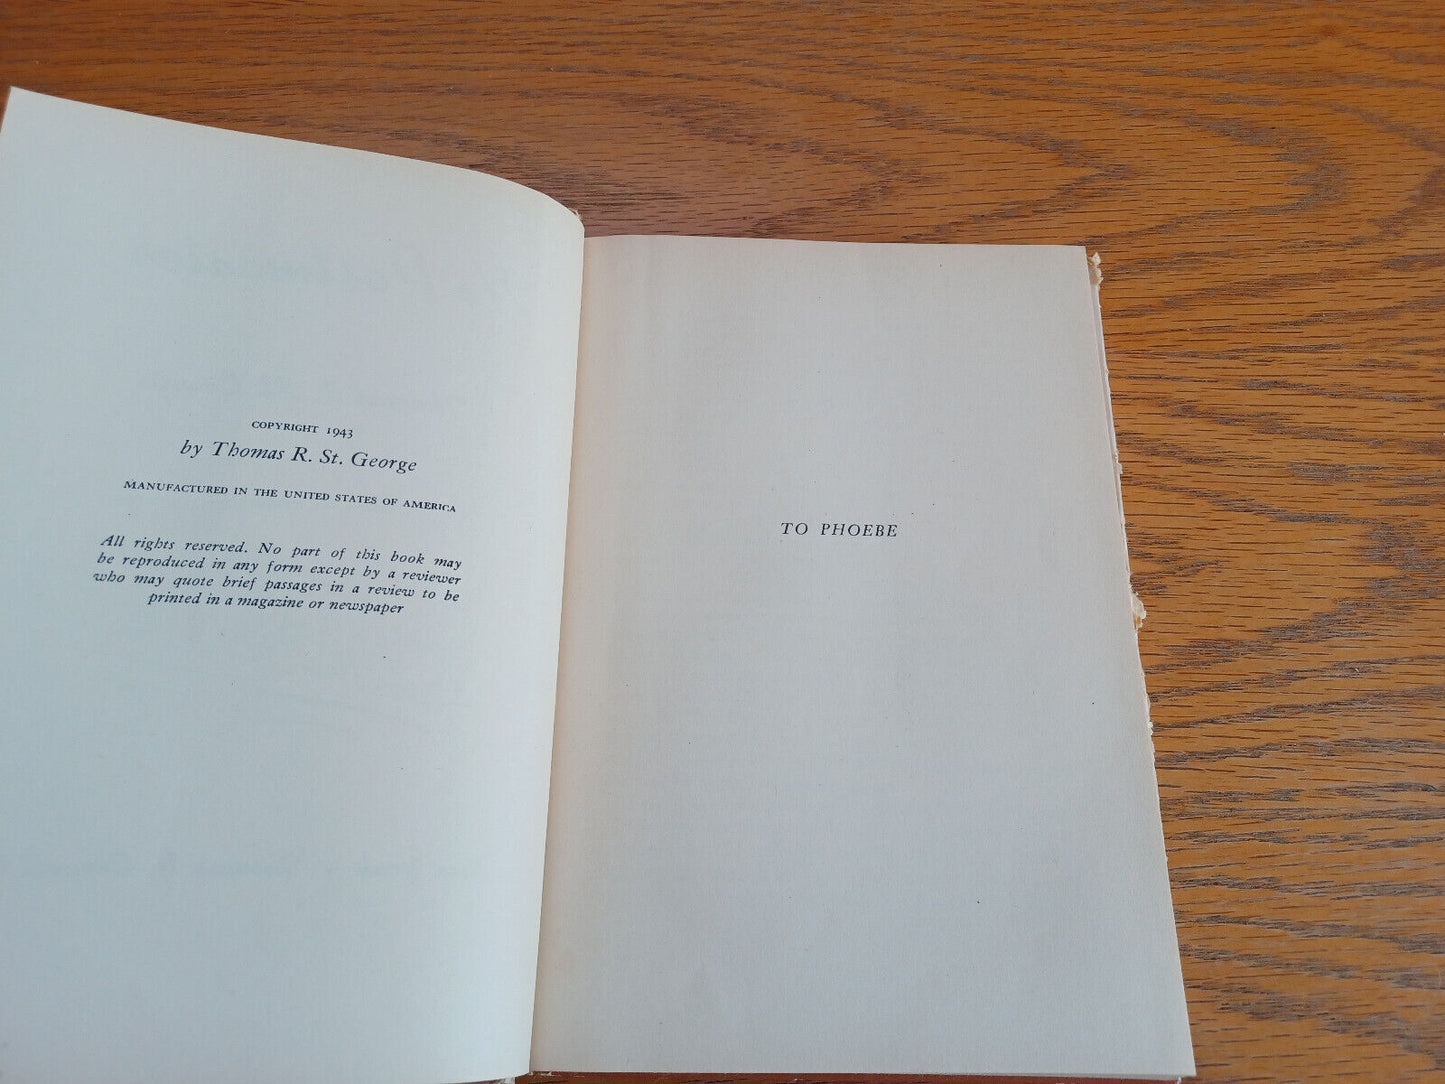 COPYRIGHT 1943
by Thomas R. St. George
MANUFACTURED IN THE UNITED STATES OF AMERICA
All rights reserved. No part of this book may
be reproduced in any form except by a reviewer
who may quote brief passages in a review to be
printed in a magazine or newspaper
TO PHOEBE